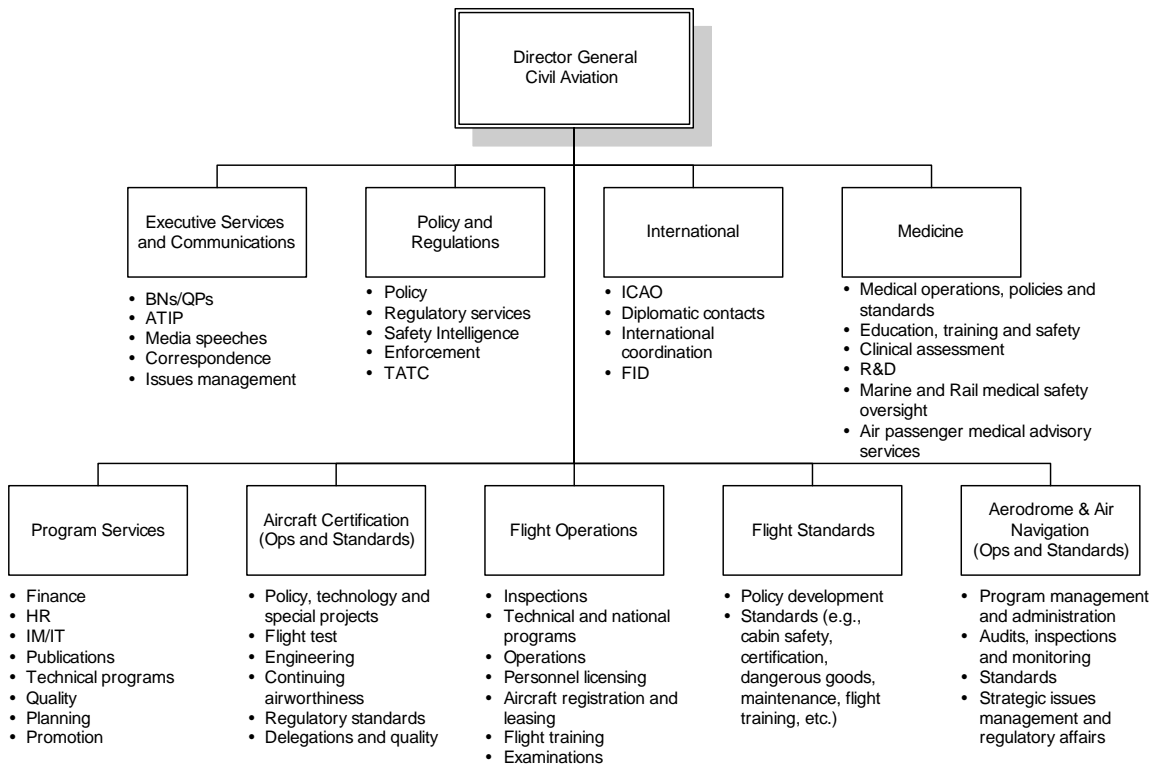 Director General
Civil Aviation
Executive Services
and Communications
• BNs/QPs
• ATIP
• Media speeches
• Correspondence
• Issues management
Policy and
Regulations
• Policy
• Regulatory services
• Safety Intelligence
• Enforcement
• TATC
International
• ICAO
• Diplomatic contacts
• International
coordination
• FID
Medicine
• Medical operations, policies and
standards
• Education, training and safety
• Clinical assessment
• R&D
• Marine and Rail medical safety
oversight
• Air passenger medical advisory
services
Program Services
• Finance
• HR
• IM/IT
• Publications
• Technical programs
• Quality
• Planning
• Promotion
Aircraft Certification
(Ops and Standards)
• Policy, technology and
special projects
• Flight test
• Engineering
• Continuing
airworthiness
• Regulatory standards
• Delegations and quality
Flight Operations
• Inspections
• Technical and national
programs
• Operations
• Personnel licensing
• Aircraft registration and
leasing
• Flight training
• Examinations
Flight Standards
• Policy development
• Standards (e.g.,
cabin safety,
certification,
dangerous goods,
maintenance, flight
training, etc.)
Aerodrome & Air
Navigation
(Ops and Standards)
• Program management
and administration
• Audits, inspections
and monitoring
• Standards
• Strategic issues
management and
regulatory affairs